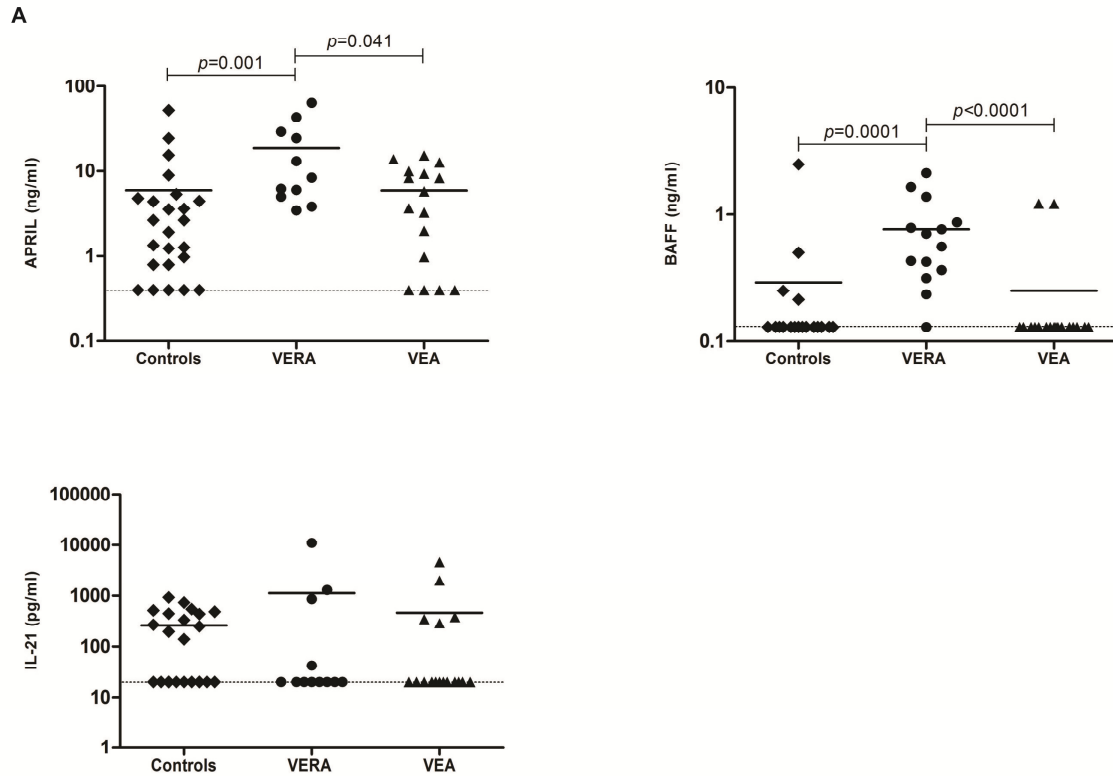 A
p=0.041
p=0.001
100
10
1
0.1
APRIL (ng/ml)
Controls VERA VEA
p<0.0001
p=0.0001
10
1
0.1
BAFF (ng/ml)
Controls VERA VEA
100000
10000
1000
100
10
1
IL-21 (pg/ml)
Controls VERA VEA